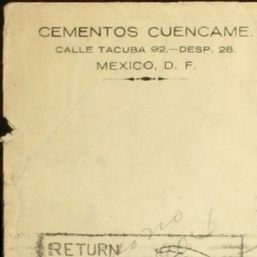 CEMENTOS CUENCAME.
CALLE TACUBA 92.—DESP. 28.
MEXICO, D. F.
RETURN